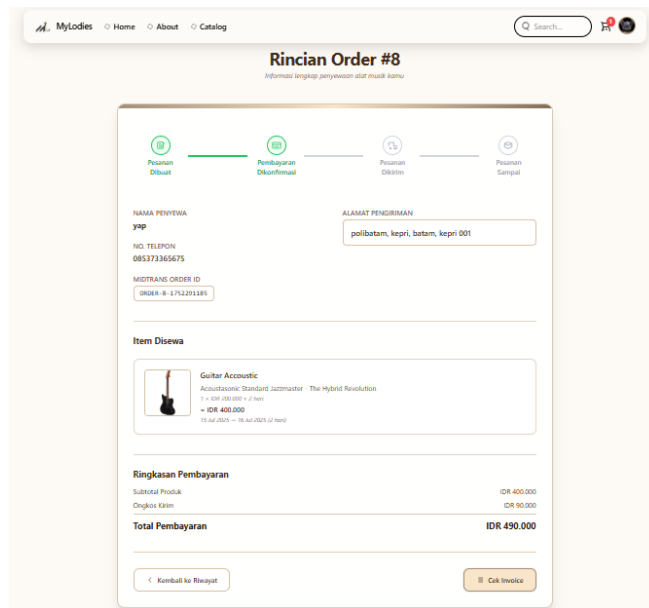 MyLodies
Home
About
Catalog
Search...
1
Rincian Order #8
Informasi lengkap penyewaan alat musik kamu
Pesanan
Dibuat
Pembayaran
Dikonfirmasi
Pesanan
Dikirim
Pesanan
Sampai
NAMA PENYEWA
yap
NO. TELEPON
085373365675
MIDTRANS ORDER ID
ORDER-8-1752201185
ALAMAT PENGIRIMAN
polibatam, kepri, batam, kepri 001
Item Disewa
Guitar Accoustic
Acoustasonic Standard Jazzmaster · The Hybrid Revolution
1 × IDR 200.000 × 2 hari
= IDR 400.000
15 Jul 2025 — 16 Jul 2025 (2 hari)
Ringkasan Pembayaran
Subtotal Produk IDR 400.000
Ongkos Kirim IDR 90.000
Total Pembayaran IDR 490.000
Kembali ke Riwayat
Cek Invoice